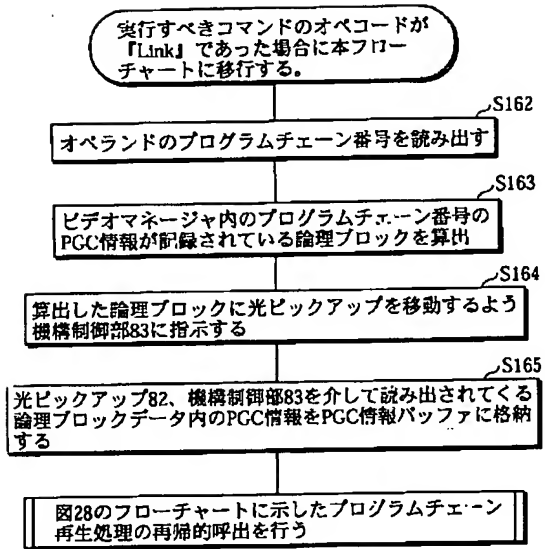 実行すべきコマンドのオペコードが
『Link』であった場合に本フロー
チャートに移行する。
S162
オペランドのプログラムチェーン番号を読み出す
S163
ビデオマネージャ内のプログラムチェーン番号の
PGC情報が記録されている論理ブロックを算出
S164
算出した論理ブロックに光ピックアップを移動するよう
機構制御部83に指示する
S165
光ピックアップ82、機構制御部83を介して読み出されてくる
論理ブロックデータ内のPGC情報をPGC情報バッファに格納
する
図28のフローチャートに示したプログラムチェーン
再生処理の再帰的呼出を行う